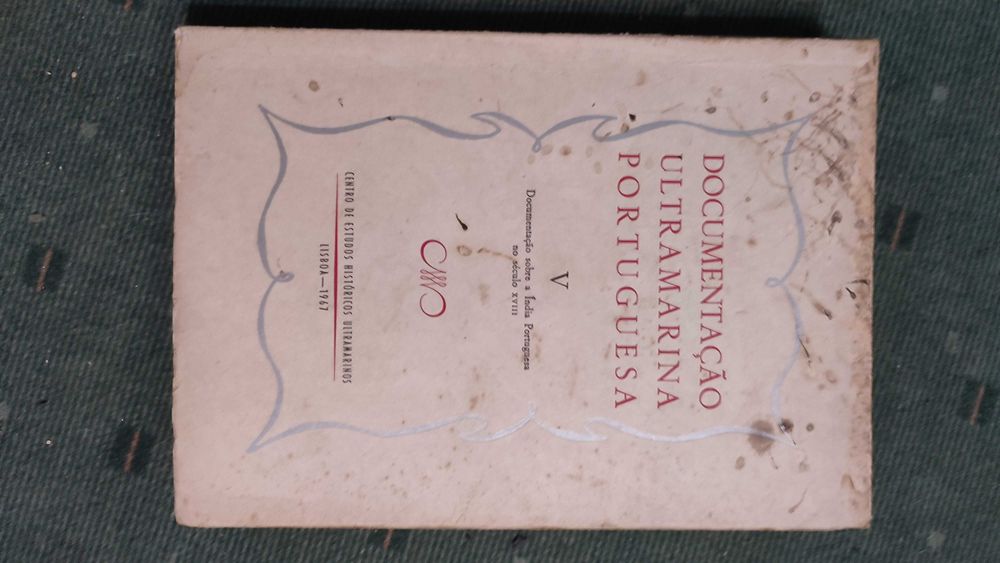 DOCUMENTAÇÃO
ULTRAMARINA
PORTUGUESA
V
Documentação sobre a Índia Portuguesa
no século XVIII
CENTRO DE ESTUDOS HISTÓRICOS ULTRAMARINOS
LISBOA—1967